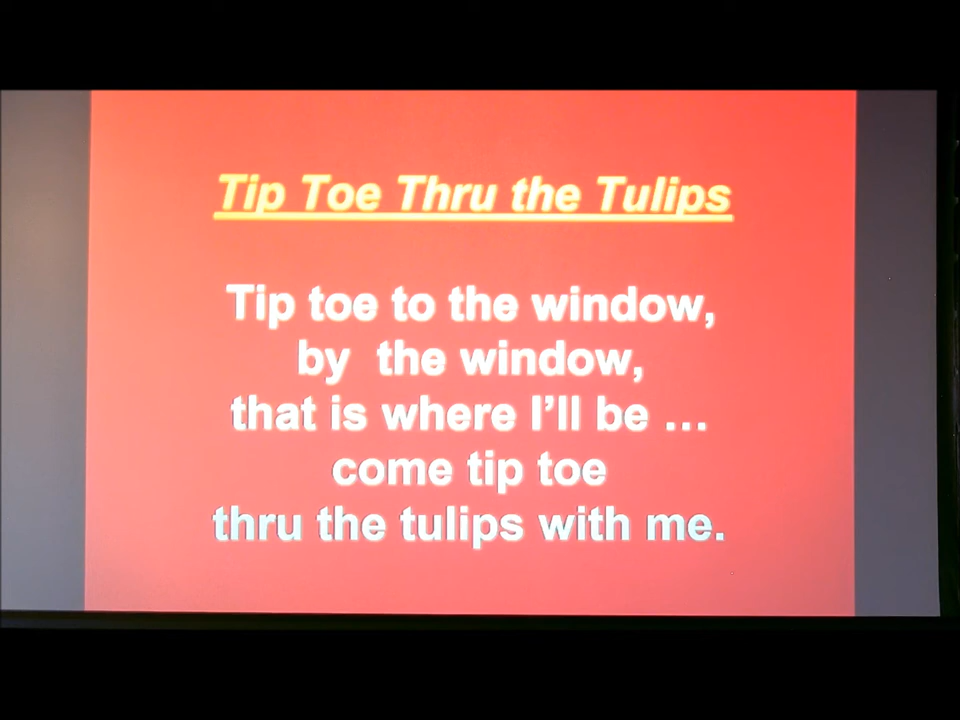 Tip Toe Thru the Tulips
Tip toe to the window,
by the window,
that is where I'll be ...
come tip toe
thru the tulips with me.